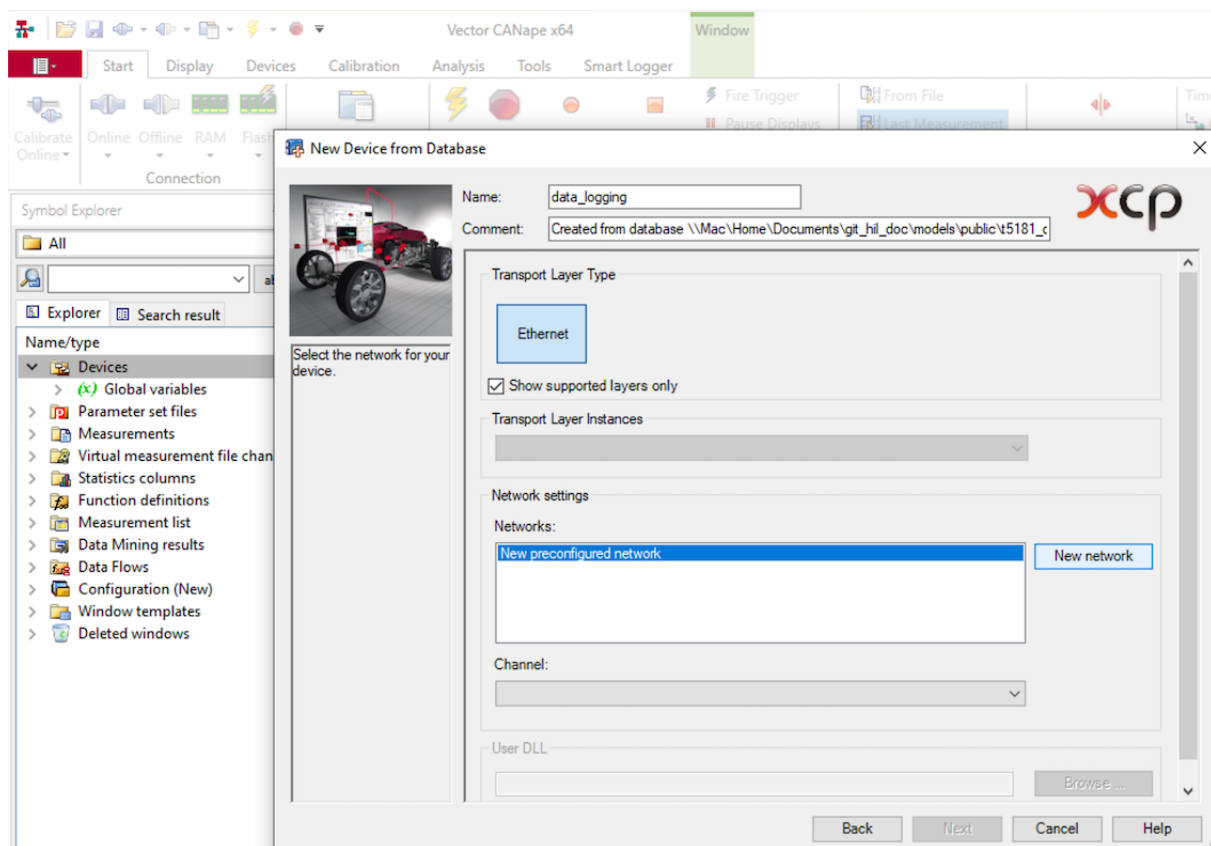 Vector CANape x64
Window
Start
Display
Devices
Calibration
Analysis
Tools
Smart Logger
Fire Trigger
From File
Pause Displays
Last Measurement
Calibrate
Online
Online
Offline
RAM
Flash
Connection
New Device from Database
Symbol Explorer
All
Explorer
Search result
Name/type
Devices
(x) Global variables
Parameter set files
Measurements
Virtual measurement file chan
Statistics columns
Function definitions
Measurement list
Data Mining results
Data Flows
Configuration (New)
Window templates
Deleted windows
Name:
data_logging
Comment:
Created from database \\Mac\Home\Documents\git_hil_doc\models\public\t5181_c
xcp
Select the network for your
device.
Transport Layer Type
Ethernet
Show supported layers only
Transport Layer Instances
Network settings
Networks:
New preconfigured network
New network
Channel:
User DLL
Browse ...
Back
Next
Cancel
Help